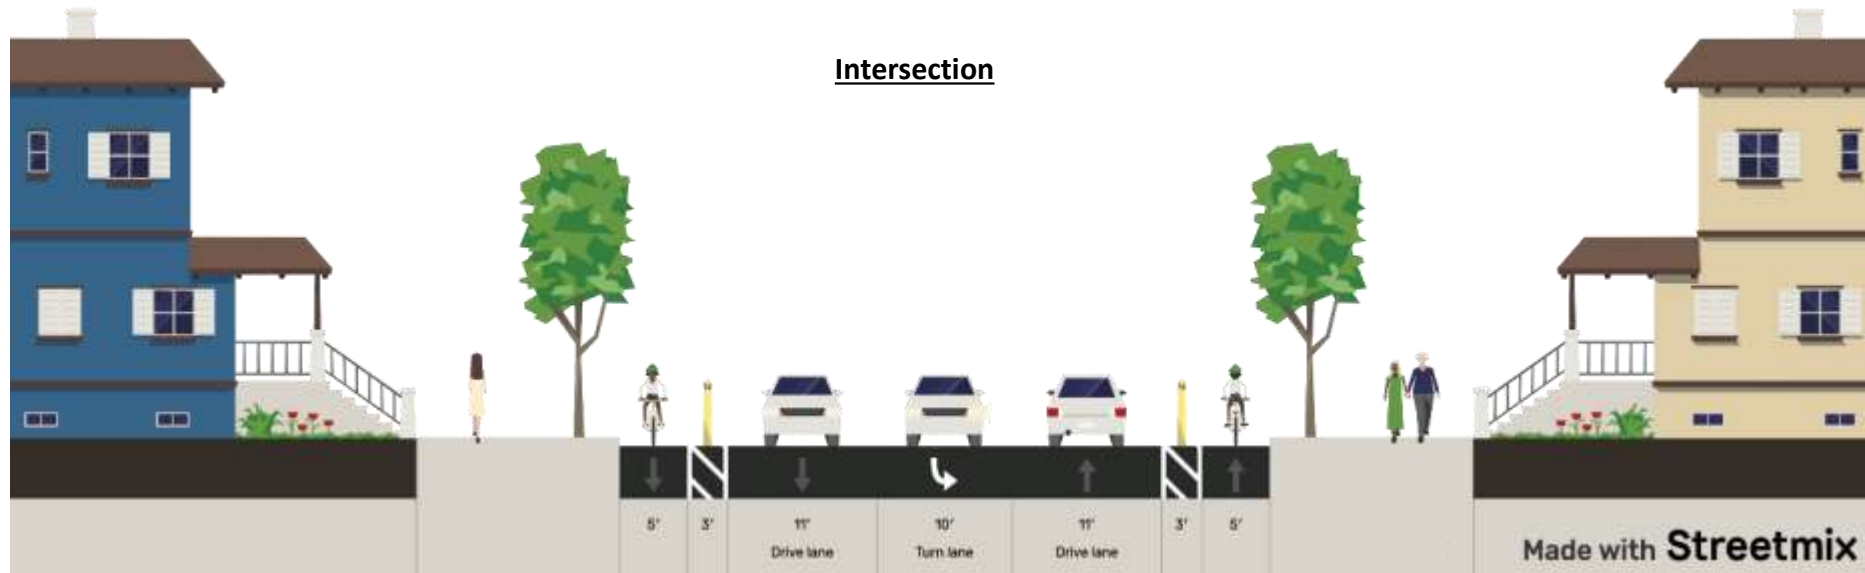 Intersection
5' 3' 11' 10' 11' 3' 5'
Drive lane Turn lane Drive lane
Made with Streetmix